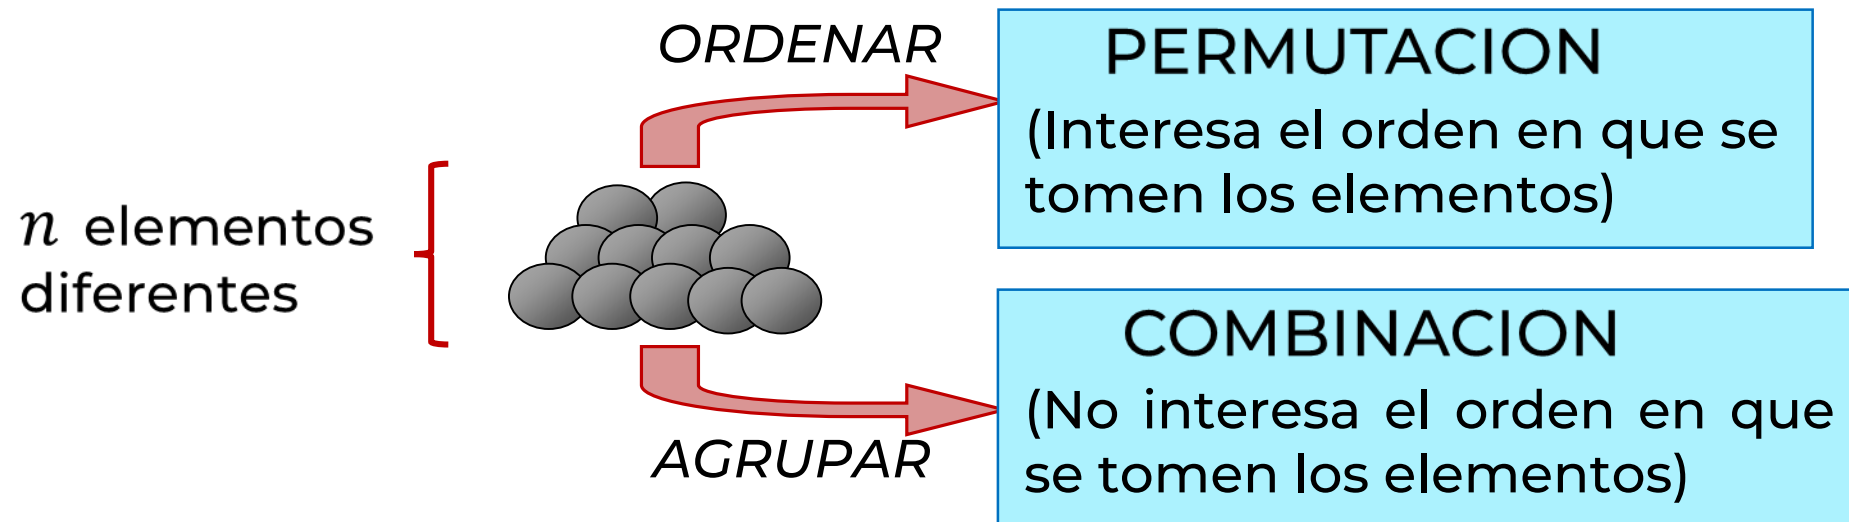 n elementos
diferentes
ORDENAR
PERMUTACION
(Interesa el orden en que se
tomen los elementos)
AGRUPAR
COMBINACION
(No interesa el orden en que
se tomen los elementos)